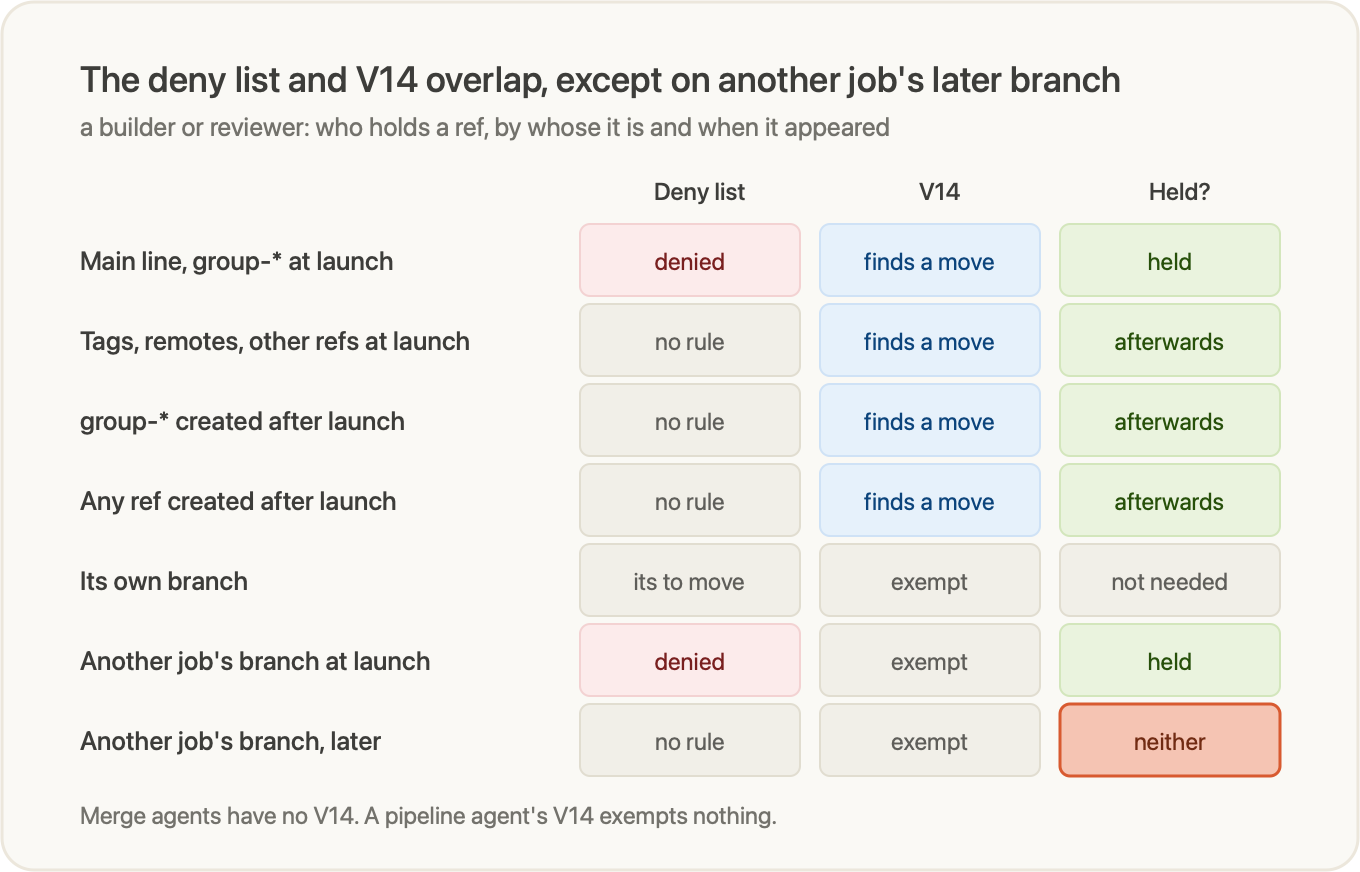 The deny list and V14 overlap, except on another job's later branch
a builder or reviewer: who holds a ref, by whose it is and when it appeared
Deny list V14 Held?
Main line, group-* at launch denied finds a move held
Tags, remotes, other refs at launch no rule finds a move afterwards
group-* created after launch no rule finds a move afterwards
Any ref created after launch no rule finds a move afterwards
Its own branch its to move exempt not needed
Another job's branch at launch denied exempt held
Another job's branch, later no rule exempt neither
Merge agents have no V14. A pipeline agent's V14 exempts nothing.